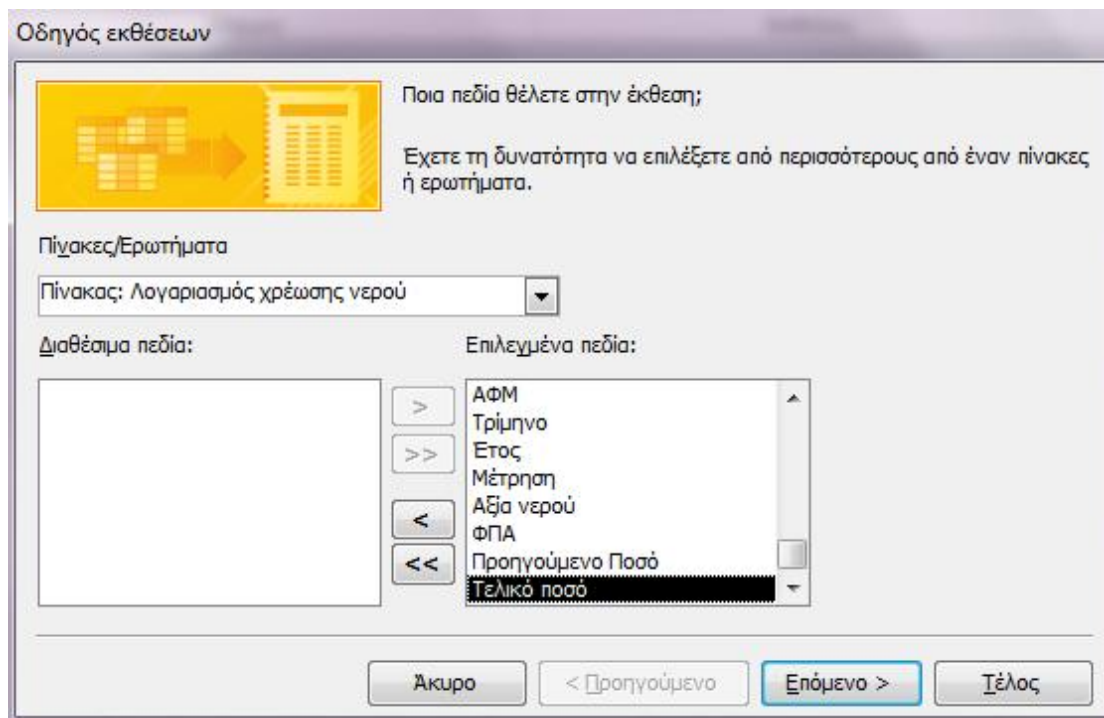 Οδηγός εκθέσεων
Ποια πεδία θέλετε στην έκθεση;
Έχετε τη δυνατότητα να επιλέξετε από περισσότερους από έναν πίνακες
ή ερωτήματα.
Πίνακες/Ερωτήματα
Πίνακας: Λογαριασμός χρέωσης νερού
Διαθέσιμα πεδία:
Επιλεγμένα πεδία:
>
>>
<
<<
ΑΦΜ
Τρίμηνο
Έτος
Μέτρηση
Αξία νερού
ΦΠΑ
Προηγούμενο Ποσό
Τελικό ποσό
Άκυρο
< Προηγούμενο
Επόμενο >
Τέλος